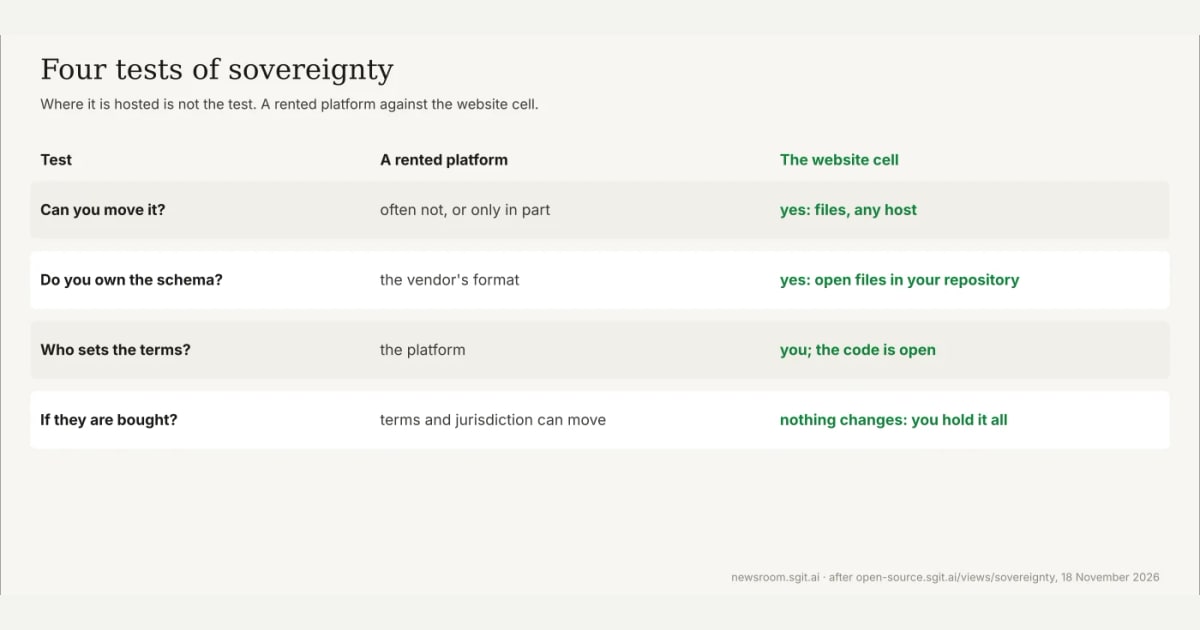 Four tests of sovereignty
Where it is hosted is not the test. A rented platform against the website cell.
Test A rented platform The website cell
Can you move it? often not, or only in part yes: files, any host
Do you own the schema? the vendor's format yes: open files in your repository
Who sets the terms? the platform you; the code is open
If they are bought? terms and jurisdiction can move nothing changes: you hold it all
newsroom.sgit.ai · after open-source.sgit.ai/views/sovereignty, 18 November 2026